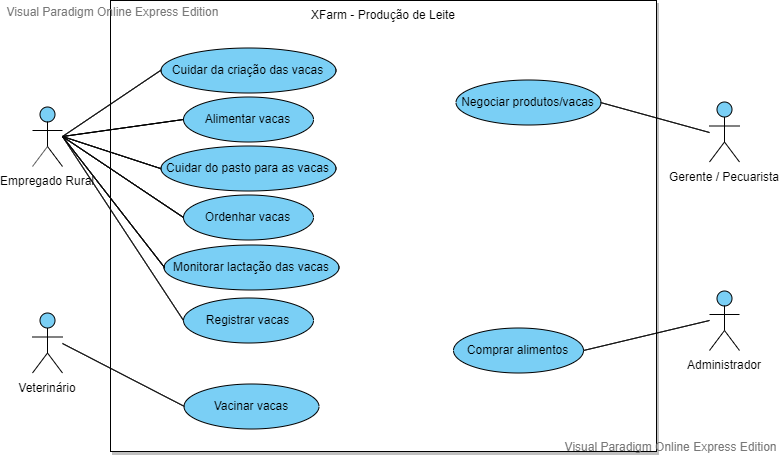 Visual Paradigm Online Express Edition
XFarm - Produção de Leite
Cuidar da criação das vacas
Negociar produtos/vacas
Alimentar vacas
Cuidar do pasto para as vacas
Empregado Rural
Gerente / Pecuarista
Ordenhar vacas
Monitorar lactação das vacas
Registrar vacas
Comprar alimentos
Administrador
Veterinário
Vacinar vacas
Visual Paradigm Online Express Edition